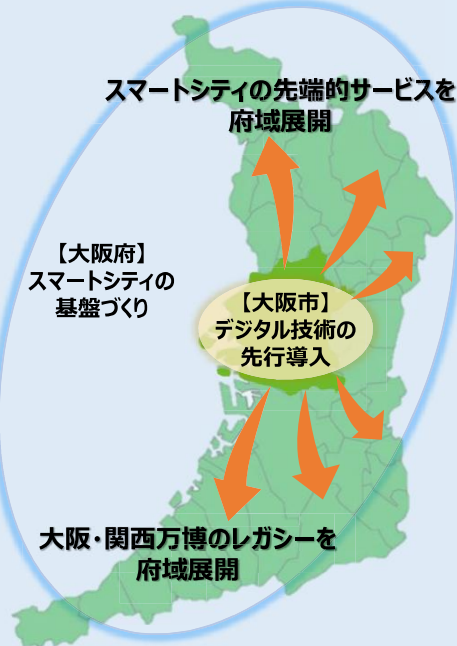 スマートシティの先端的サービスを
府域展開
【大阪府】
スマートシティの
基盤づくり
【大阪市】
デジタル技術の
先行導入
大阪・関西万博のレガシーを
府域展開